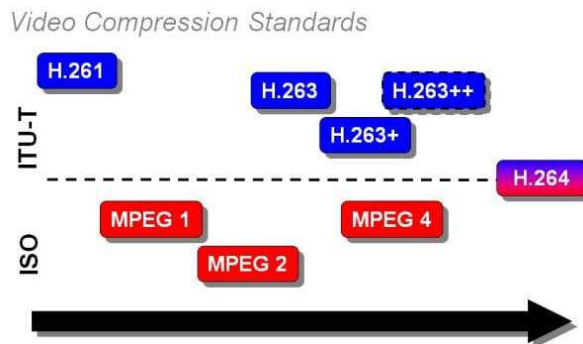 Video Compression Standards
H.261
H.263
H.263++
H.263+
ITU-T
H.264
MPEG 1
MPEG 4
MPEG 2
ISO